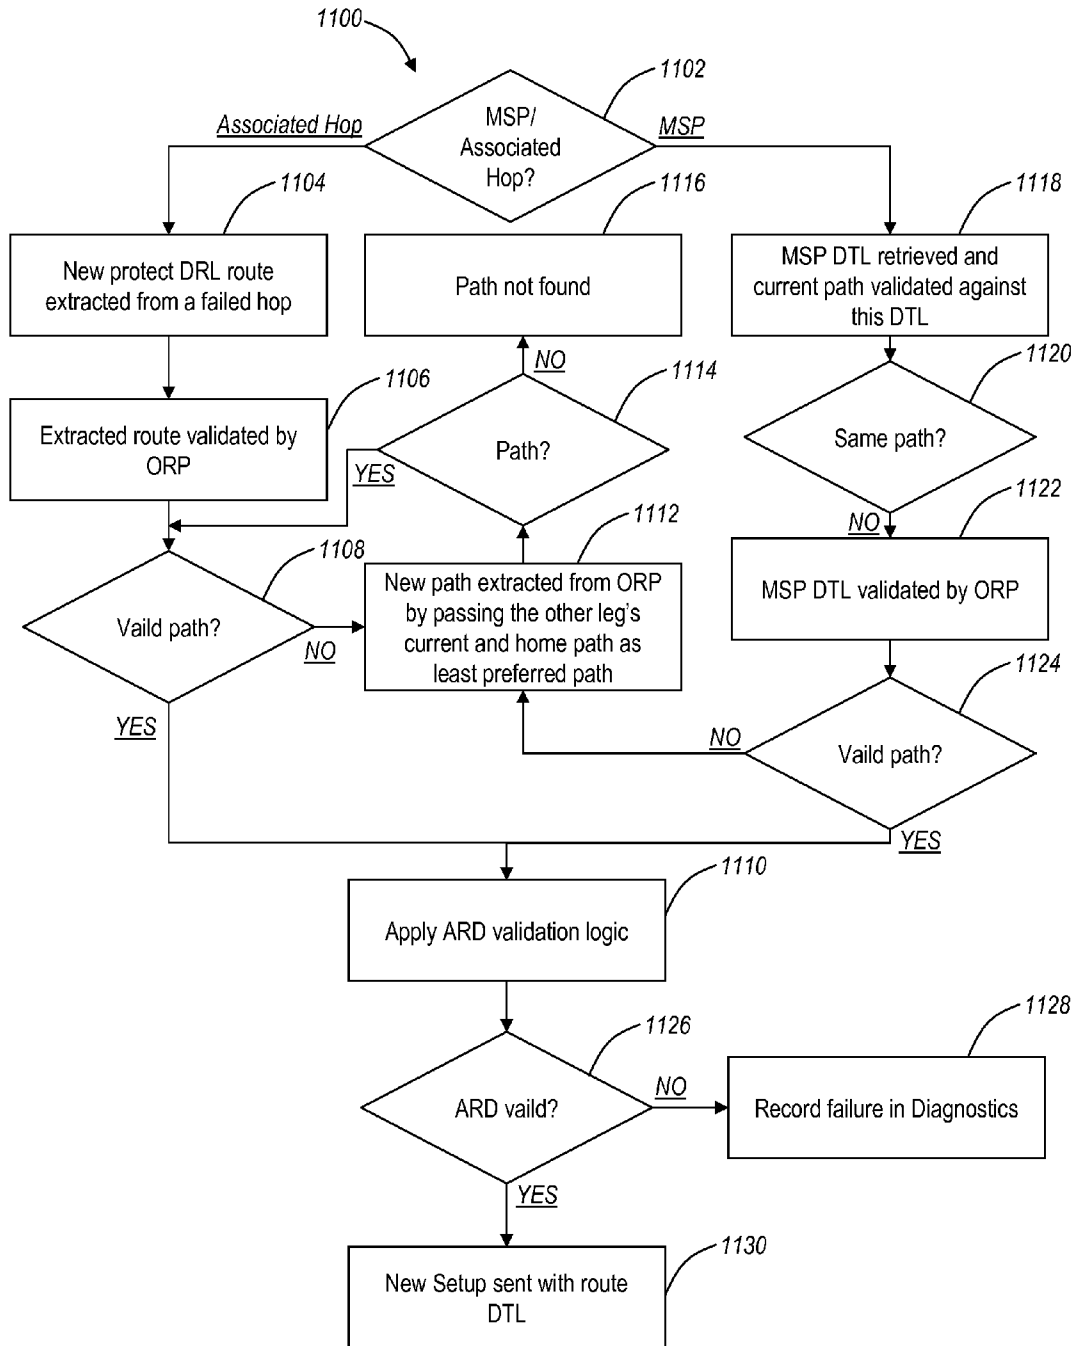 1100
1102
MSP/
Associated
Hop?
Associated Hop
MSP
1104
1116
1118
New protect DRL route
extracted from a failed hop
Path not found
MSP DTL retrieved and
current path validated against
this DTL
NO
1106
1114
1120
Extracted route validated by
ORP
Path?
YES
Same path?
NO
1108
1112
1122
Vaild path?
NO
New path extracted from ORP
by passing the other leg's
current and home path as
least preferred path
MSP DTL validated by ORP
1124
YES
NO
Vaild path?
YES
1110
Apply ARD validation logic
1126
1128
ARD vaild?
NO
Record failure in Diagnostics
YES
1130
New Setup sent with route
DTL